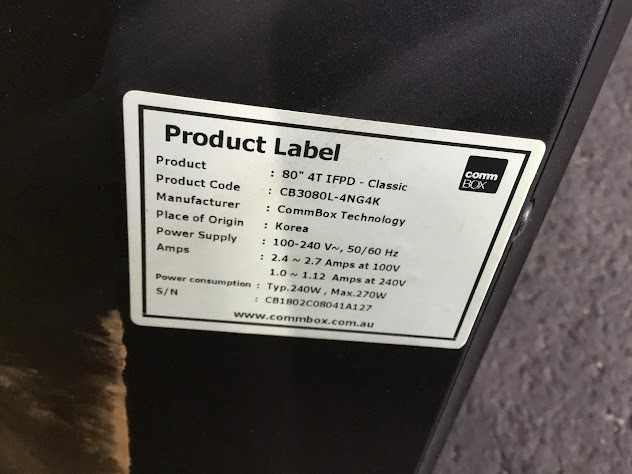 Product Label
comm
BOX
Product : 80" 4T IFPD - Classic
Product Code : CB3080L-4NG4K
Manufacturer : CommBox Technology
Place of Origin : Korea
Power Supply : 100-240 V~, 50/60 Hz
Amps : 2.4 ~ 2.7 Amps at 100V
1.0 ~ 1.12 Amps at 240V
Power consumption : Typ.240W , Max.270W
S/N : CB1802C08041A127
www.commbox.com.au